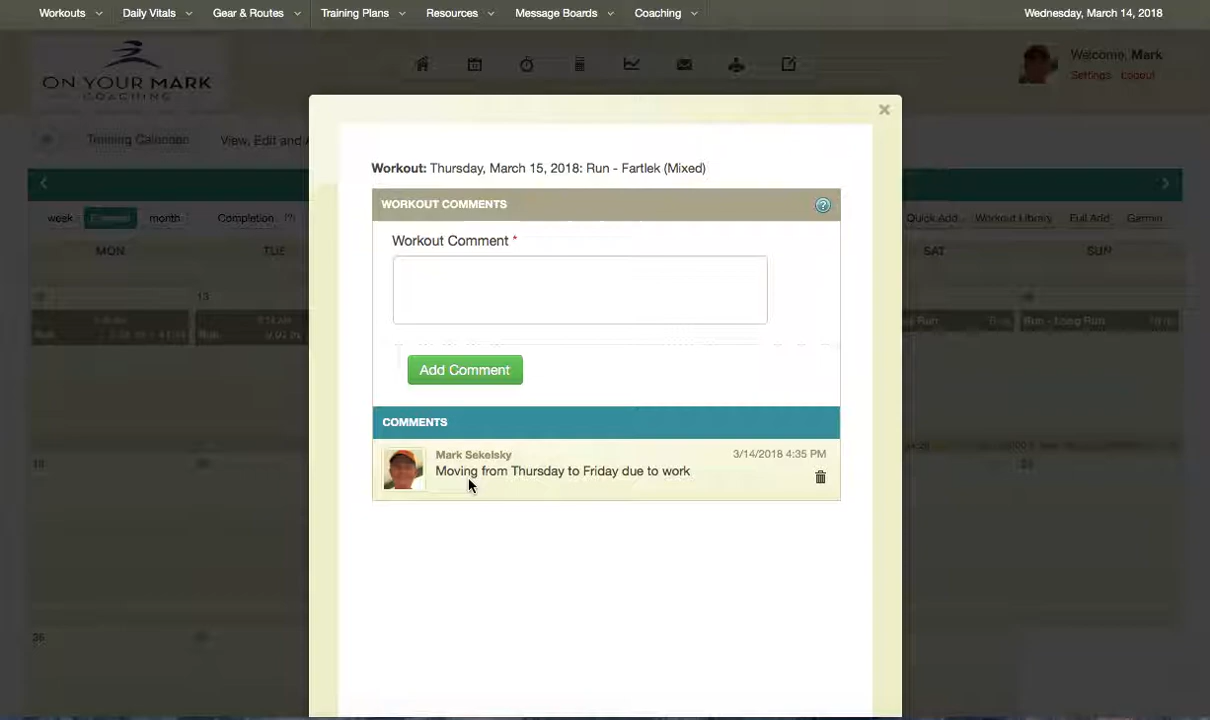 Workouts Daily Vitals Gear & Routes Training Plans Resources Message Boards Coaching Wednesday, March 14, 2018
ON YOUR MARK
COACHING
Welcome, Mark
Settings Logout
Training Calendar View, Edit and
Workout: Thursday, March 15, 2018: Run - Fartlek (Mixed)
WORKOUT COMMENTS
week month Completion Quick Add Workout Library Full Add Garmin
Workout Comment *
MON TUE SAT SUN
13
Run Run Run Run - Long Run
Add Comment
COMMENTS
Mark Sekelsky 3/14/2018 4:35 PM
Moving from Thursday to Friday due to work